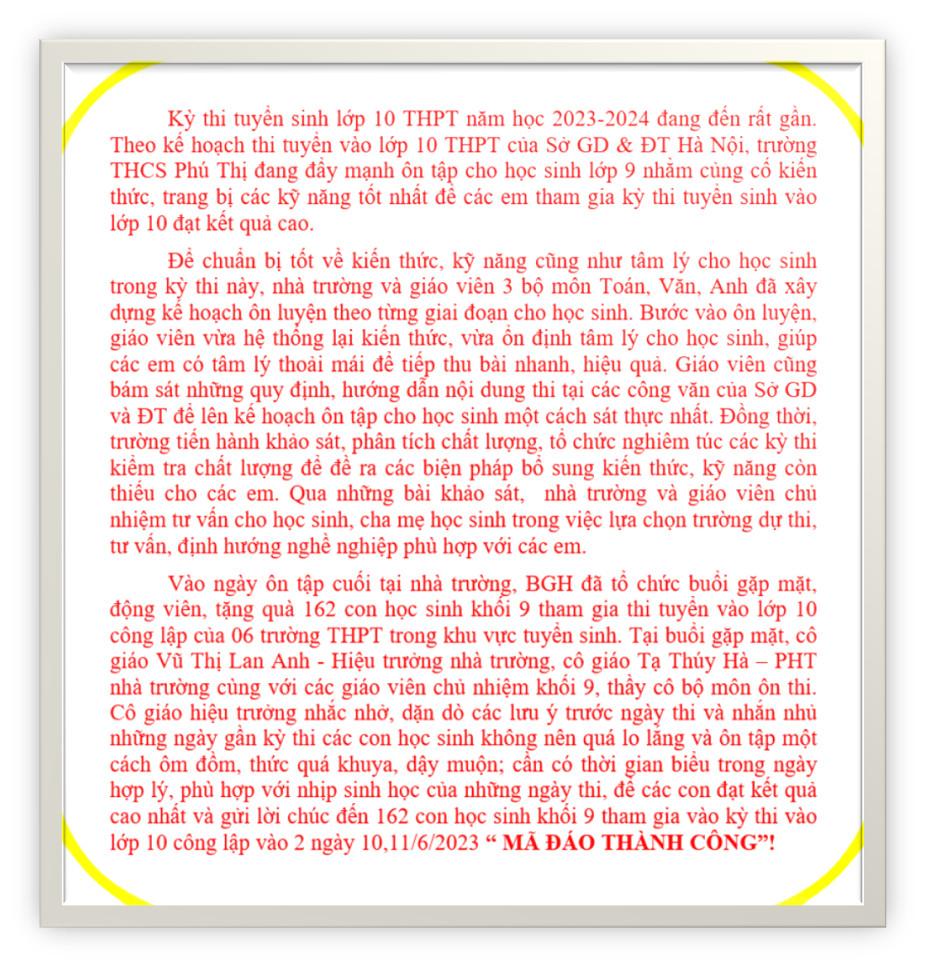 Kỳ thi tuyển sinh lớp 10 THPT năm học 2023-2024 đang đến rất gần.
Theo kế hoạch thi tuyển vào lớp 10 THPT của Sở GD & ĐT Hà Nội, trường
THCS Phú Thị đang đẩy mạnh ôn tập cho học sinh lớp 9 nhằm củng cố kiến
thức, trang bị các kỹ năng tốt nhất để các em tham gia kỳ thi tuyển sinh vào
lớp 10 đạt kết quả cao.
Để chuẩn bị tốt về kiến thức, kỹ năng cũng như tâm lý cho học sinh
trong kỳ thi này, nhà trường và giáo viên 3 bộ môn Toán, Văn, Anh đã xây
dựng kế hoạch ôn luyện theo từng giai đoạn cho học sinh. Bước vào ôn luyện,
giáo viên vừa hệ thống lại kiến thức, vừa ổn định tâm lý cho học sinh, giúp
các em có tâm lý thoải mái để tiếp thu bài nhanh, hiệu quả. Giáo viên cũng
bám sát những quy định, hướng dẫn nội dung thi tại các công văn của Sở GD
và ĐT để lên kế hoạch ôn tập cho học sinh một cách sát thực nhất. Đồng thời,
trường tiến hành khảo sát, phân tích chất lượng, tổ chức nghiêm túc các kỳ thi
kiểm tra chất lượng để đề ra các biện pháp bổ sung kiến thức, kỹ năng còn
thiếu cho các em. Qua những bài khảo sát,  nhà trường và giáo viên chủ
nhiệm tư vấn cho học sinh, cha mẹ học sinh trong việc lựa chọn trường dự thi,
tư vấn, định hướng nghề nghiệp phù hợp với các em.
Vào ngày ôn tập cuối tại nhà trường, BGH đã tổ chức buổi gặp mặt,
động viên, tặng quà 162 con học sinh khối 9 tham gia thi tuyển vào lớp 10
công lập của 06 trường THPT trong khu vực tuyển sinh. Tại buổi gặp mặt, cô
giáo Vũ Thị Lan Anh - Hiệu trưởng nhà trường, cô giáo Tạ Thúy Hà – PHT
nhà trường cùng với các giáo viên chủ nhiệm khối 9, thầy cô bộ môn ôn thi.
Cô giáo hiệu trưởng nhắc nhở, dặn dò các lưu ý trước ngày thi và nhắn nhủ
những ngày gần kỳ thi các con học sinh không nên quá lo lắng và ôn tập một
cách ôm đồm, thức quá khuya, dậy muộn; cần có thời gian biểu trong ngày
hợp lý, phù hợp với nhịp sinh học của những ngày thi, để các con đạt kết quả
cao nhất và gửi lời chúc đến 162 con học sinh khối 9 tham gia vào kỳ thi vào
lớp 10 công lập vào 2 ngày 10,11/6/2023 “ MÃ ĐÁO THÀNH CÔNG”!